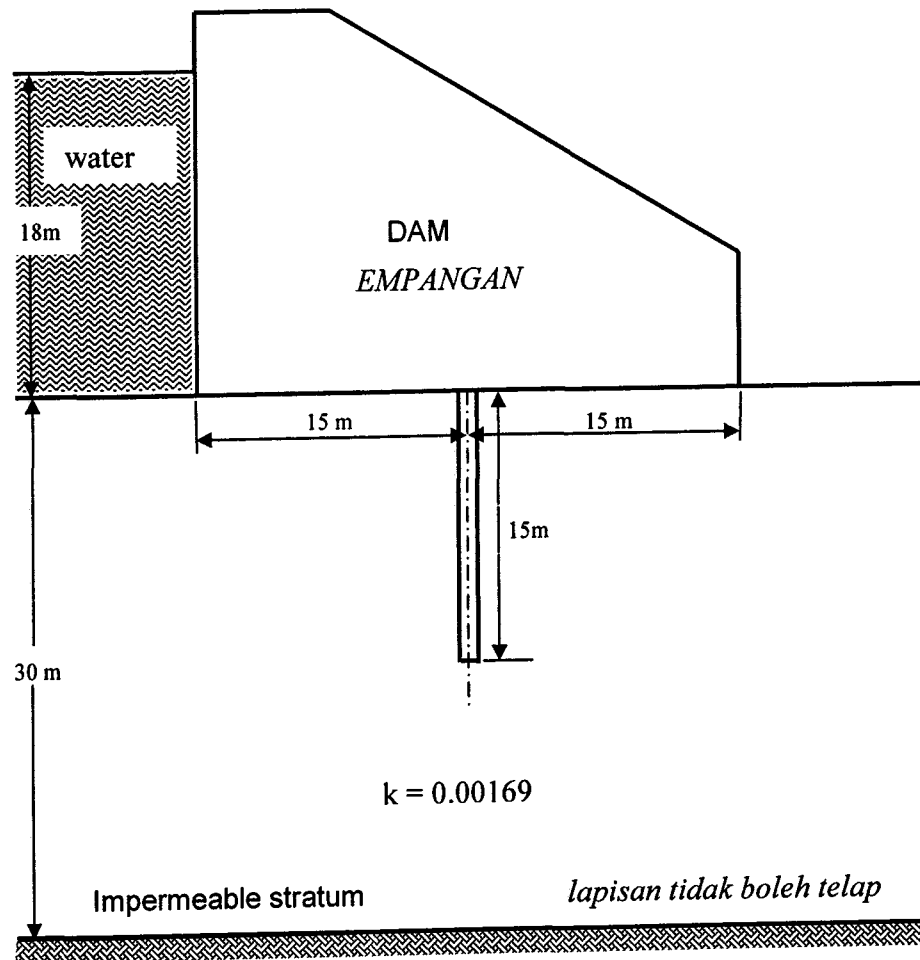 water
18m
DAM
EMPANGAN
15 m
15 m
15m
30 m
k = 0.00169
Impermeable stratum
lapisan tidak boleh telap